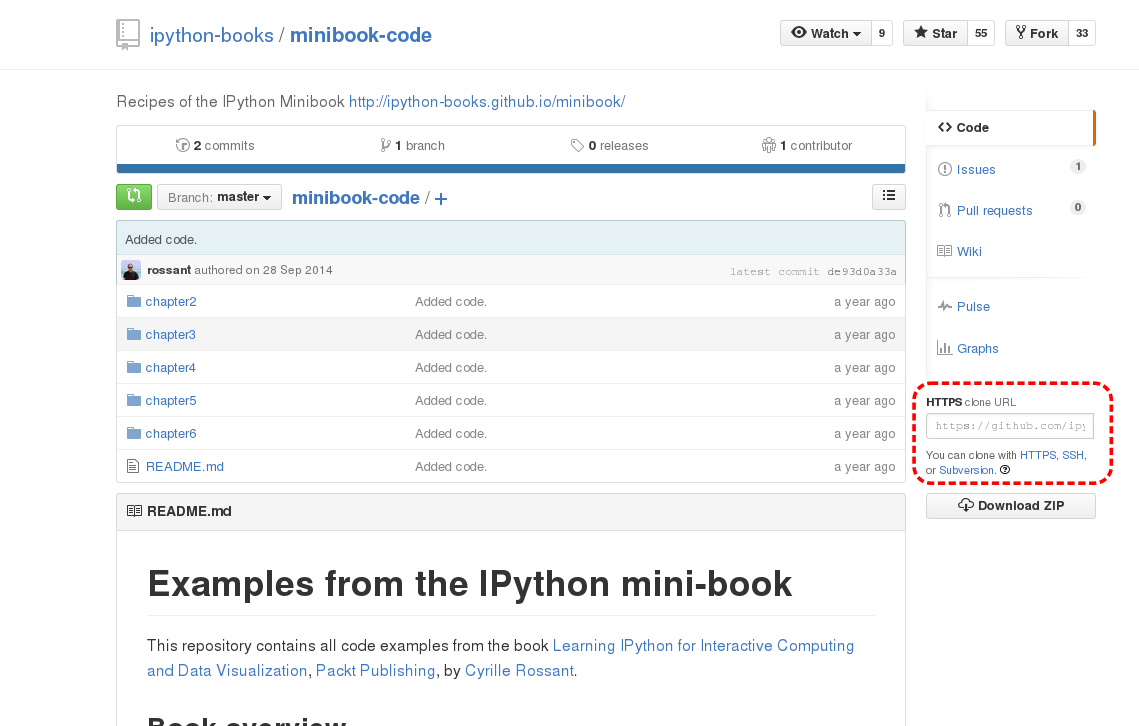 ipython-books / minibook-code
Watch 9 Star 55 Fork 33
Recipes of the IPython Minibook http://ipython-books.github.io/minibook/
2 commits 1 branch 0 releases 1 contributor
Branch: master minibook-code / +
Added code.
rossant authored on 28 Sep 2014 latest commit de93d0a33a
chapter2 Added code. a year ago
chapter3 Added code. a year ago
chapter4 Added code. a year ago
chapter5 Added code. a year ago
chapter6 Added code. a year ago
README.md Added code. a year ago
README.md
Examples from the IPython mini-book
This repository contains all code examples from the book Learning IPython for Interactive Computing
and Data Visualization, Packt Publishing, by Cyrille Rossant.
Book overview
Code
Issues 1
Pull requests 0
Wiki
Pulse
Graphs
HTTPS clone URL
https://github.com/ipy
You can clone with HTTPS, SSH,
or Subversion.
Download ZIP